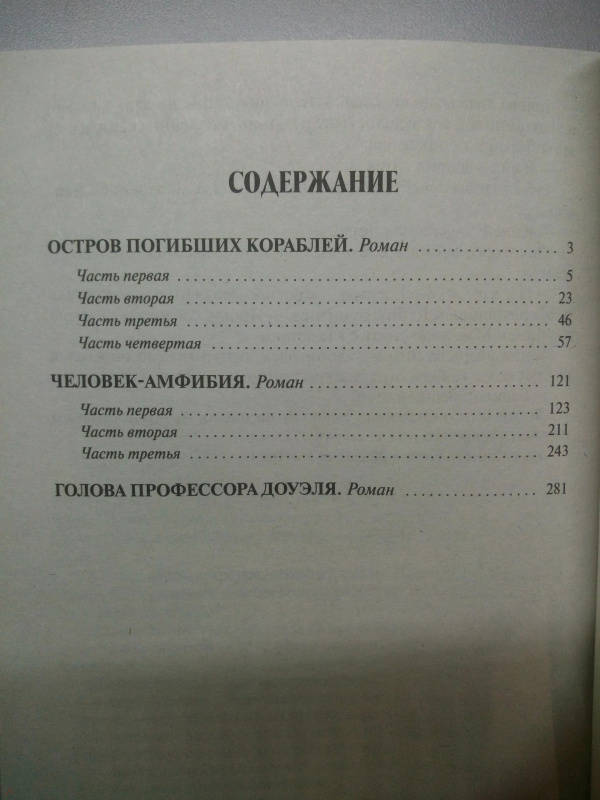 СОДЕРЖАНИЕ
ОСТРОВ ПОГИБШИХ КОРАБЛЕЙ. Роман .................... 3
Часть первая .................... 5
Часть вторая .................... 23
Часть третья .................... 46
Часть четвертая .................... 57
ЧЕЛОВЕК-АМФИБИЯ. Роман .................... 121
Часть первая .................... 123
Часть вторая .................... 211
Часть третья .................... 243
ГОЛОВА ПРОФЕССОРА ДОУЭЛЯ. Роман .................... 281